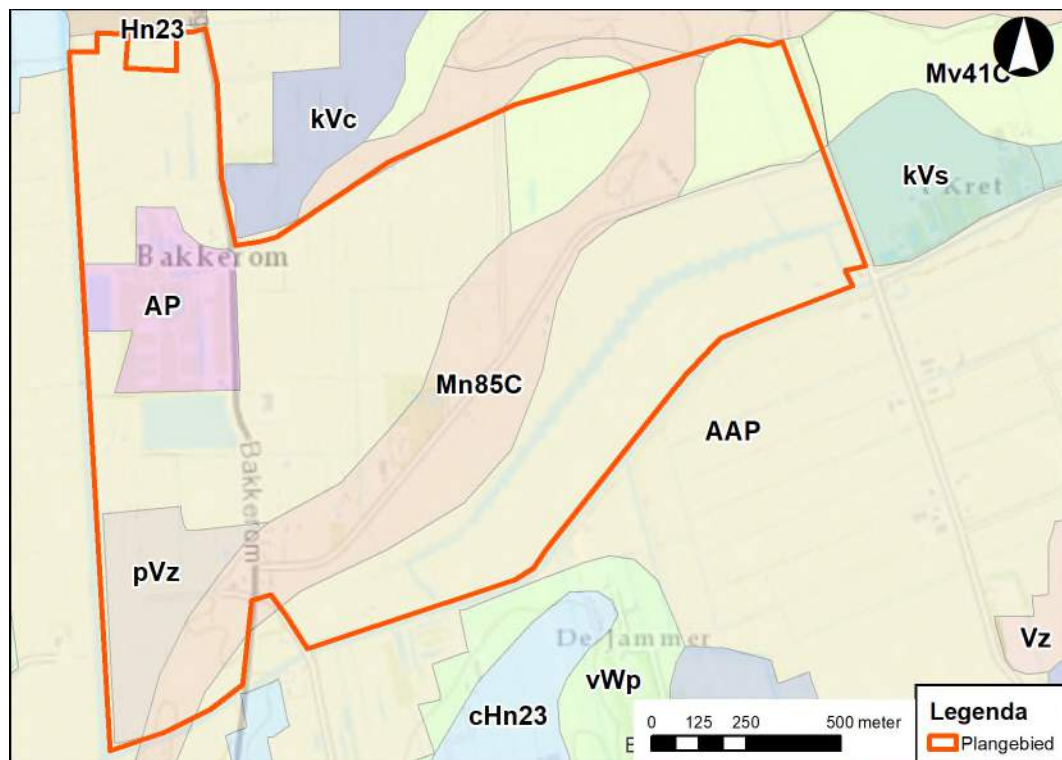 Hn23
Mv41C
kVc
kVs
't Kret
Bakkerom
AP
Mn85C
AAP
Bakkerom
pVz
De Jammer
Vz
vWp
cHn23
0 125 250 500 meter
Legenda
Plangebied